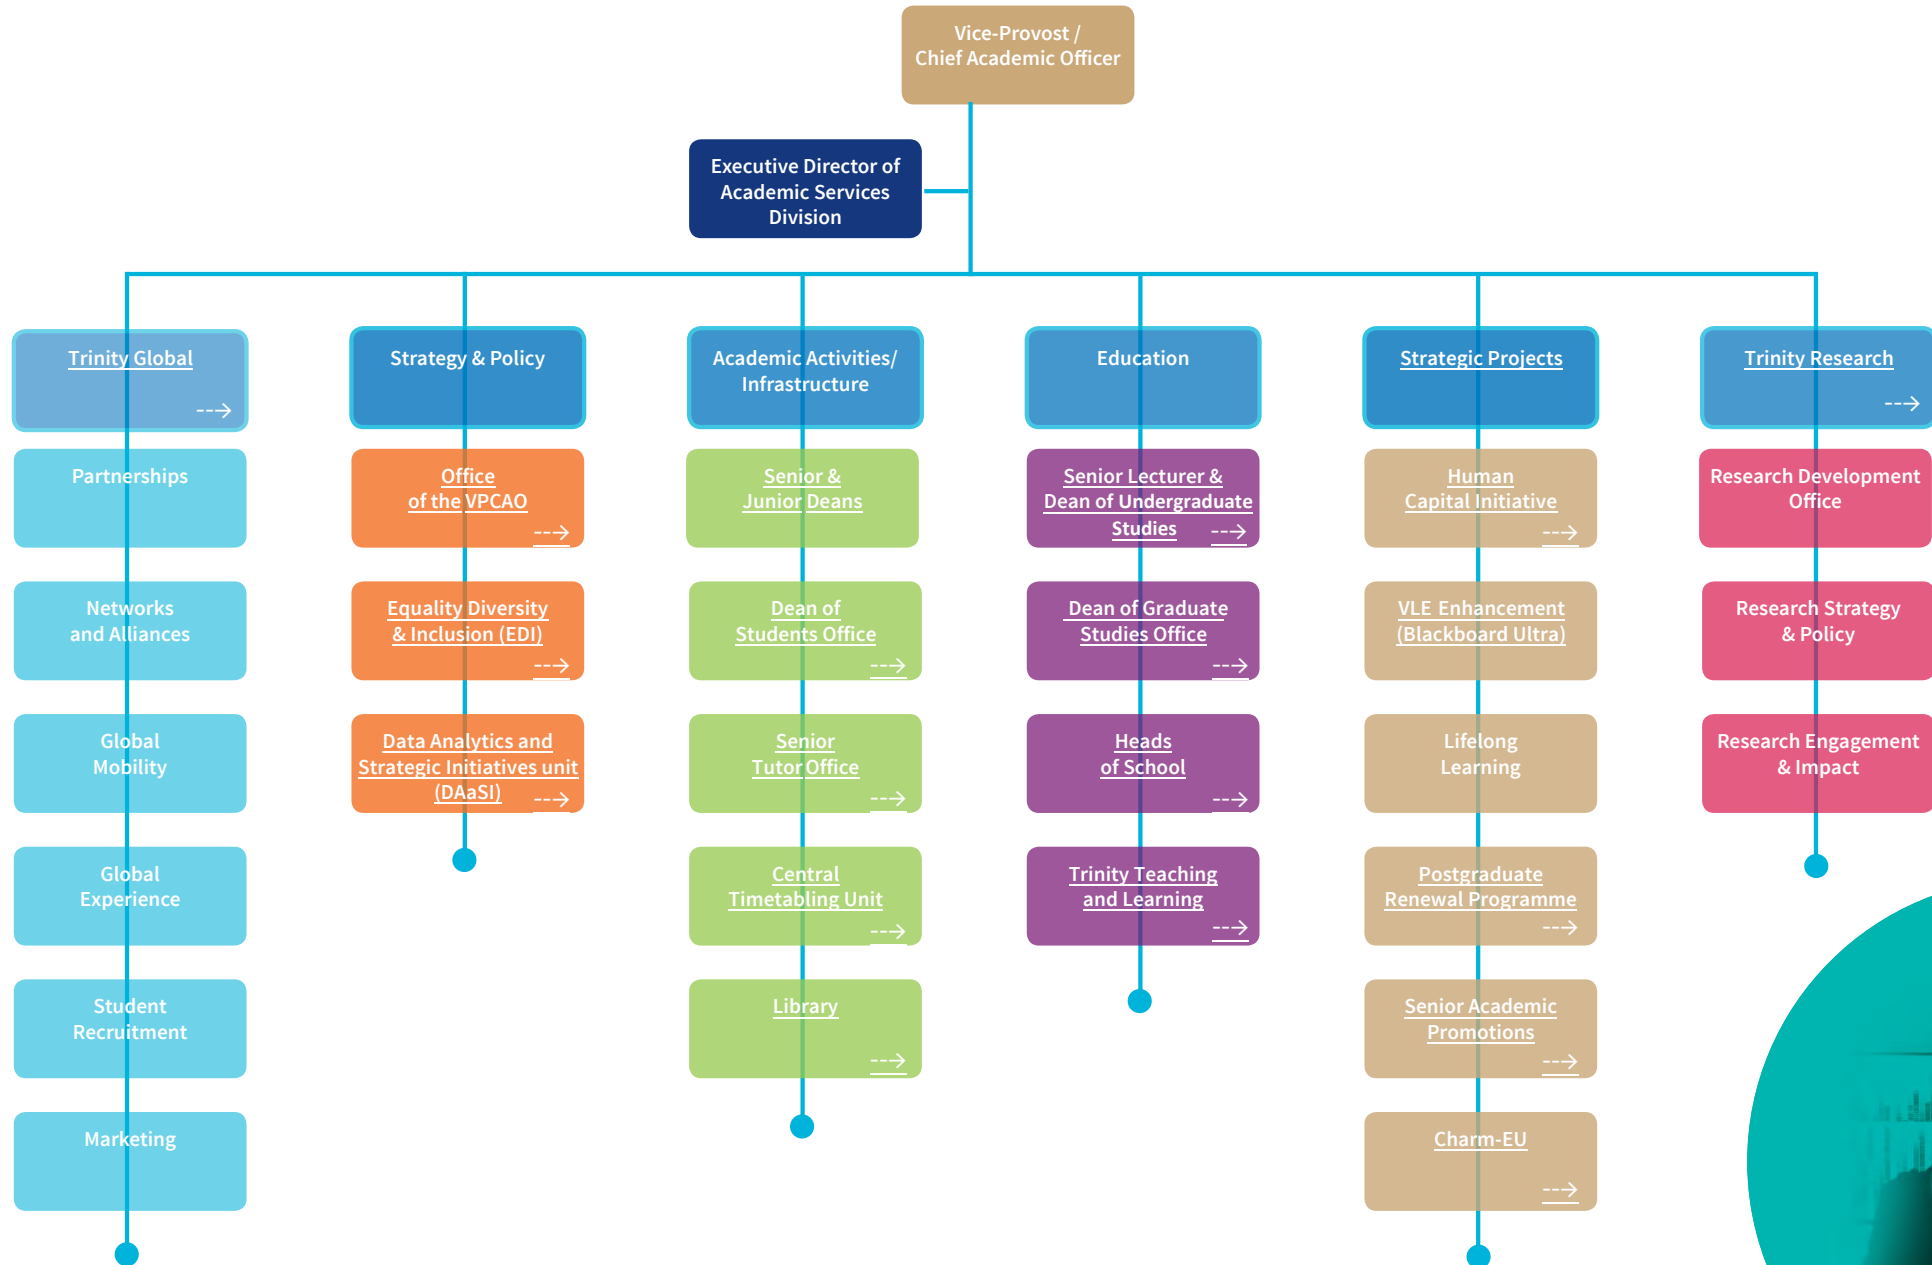 Vice-Provost /
Chief Academic Officer
Executive Director of
Academic Services
Division
Trinity Global
--->
Partnerships
Networks
and Alliances
Global
Mobility
Global
Experience
Student
Recruitment
Marketing
Strategy & Policy
Office
of the VPCAO
--->
Equality Diversity
& Inclusion (EDI)
--->
Data Analytics and
Strategic Initiatives unit
(DAaSI) --->
Academic Activities/
Infrastructure
Senior &
Junior Deans
Dean of
Students Office
--->
Senior
Tutor Office
--->
Central
Timetabling Unit
--->
Library
--->
Education
Senior Lecturer &
Dean of Undergraduate
Studies --->
Dean of Graduate
Studies Office
--->
Heads
of School
--->
Trinity Teaching
and Learning
--->
Strategic Projects
Human
Capital Initiative
--->
VLE Enhancement
(Blackboard Ultra)
Lifelong
Learning
Postgraduate
Renewal Programme
--->
Senior Academic
Promotions
--->
Charm-EU
--->
Trinity Research
--->
Research Development
Office
Research Strategy
& Policy
Research Engagement
& Impact